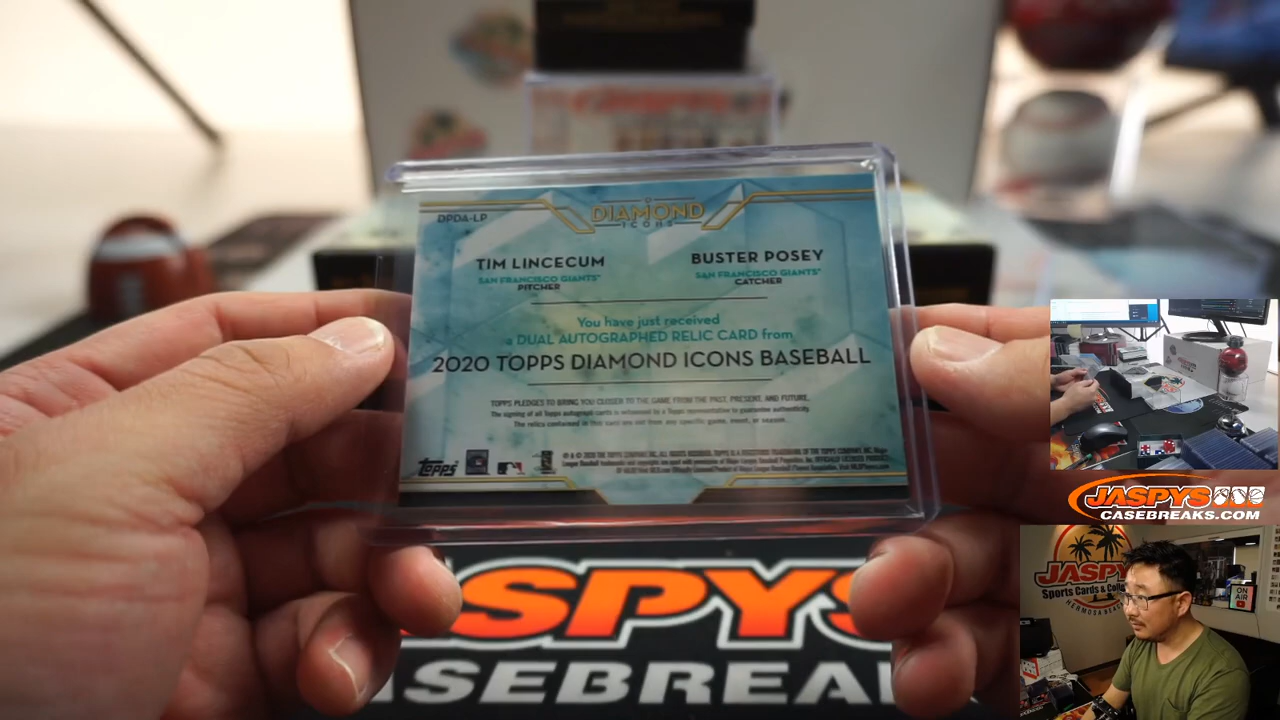 DPDA-LP
DIAMOND
ICONS
TIM LINCECUM
SAN FRANCISCO GIANTS™
PITCHER
BUSTER POSEY
SAN FRANCISCO GIANTS™
CATCHER
You have just received
a DUAL AUTOGRAPHED RELIC CARD from
2020 TOPPS DIAMOND ICONS BASEBALL
TOPPS PLEDGES TO BRING YOU CLOSER TO THE GAME FROM THE PAST, PRESENT, AND FUTURE.
The signing of all Topps autograph cards is witnessed by a Topps representative to guarantee authenticity.
The relics contained in this card are not from any specific game, event, or season.
Topps
JASPYS
CASEBREAKS.COM
JASPY
Sports Cards & Coll
HERMOSA BEACH
ON
AIR
SPYS
ASEBREA